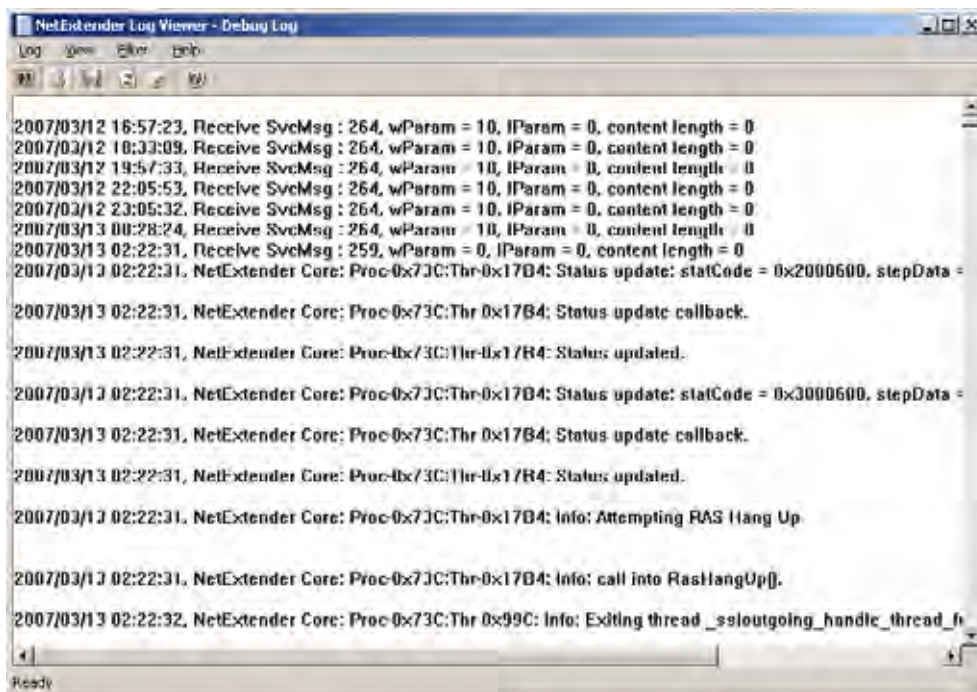 NetExtender Log Viewer - Debug Log
Log View Filter Help
2007/03/12 16:57:23, Receive SvcMsg : 264, wParam = 10, lParam = 0, content length = 0
2007/03/12 18:33:09, Receive SvcMsg : 264, wParam = 10, lParam = 0, content length = 0
2007/03/12 19:57:33, Receive SvcMsg : 264, wParam = 10, lParam = 0, content length = 0
2007/03/12 22:05:53, Receive SvcMsg : 264, wParam = 10, lParam = 0, content length = 0
2007/03/12 23:05:32, Receive SvcMsg : 264, wParam = 10, lParam = 0, content length = 0
2007/03/13 00:28:24, Receive SvcMsg : 264, wParam = 10, lParam = 0, content length = 0
2007/03/13 02:22:31, Receive SvcMsg : 259, wParam = 0, lParam = 0, content length = 0
2007/03/13 02:22:31, NetExtender Core: Proc-0x73C:Thr-0x17B4: Status update: statCode = 0x2000600, stepData =
2007/03/13 02:22:31, NetExtender Core: Proc-0x73C:Thr-0x17B4: Status update callback.
2007/03/13 02:22:31, NetExtender Core: Proc-0x73C:Thr-0x17B4: Status updated.
2007/03/13 02:22:31, NetExtender Core: Proc-0x73C:Thr-0x17B4: Status update: statCode = 0x3000600, stepData =
2007/03/13 02:22:31, NetExtender Core: Proc-0x73C:Thr-0x17B4: Status update callback.
2007/03/13 02:22:31, NetExtender Core: Proc-0x73C:Thr-0x17B4: Status updated.
2007/03/13 02:22:31, NetExtender Core: Proc-0x73C:Thr-0x17B4: Info: Attempting RAS Hang Up
2007/03/13 02:22:31, NetExtender Core: Proc-0x73C:Thr-0x17B4: Info: call into RasHangUp().
2007/03/13 02:22:32, NetExtender Core: Proc-0x73C:Thr-0x99C: Info: Exiting thread _ssloutgoing_handle_thread_
Ready